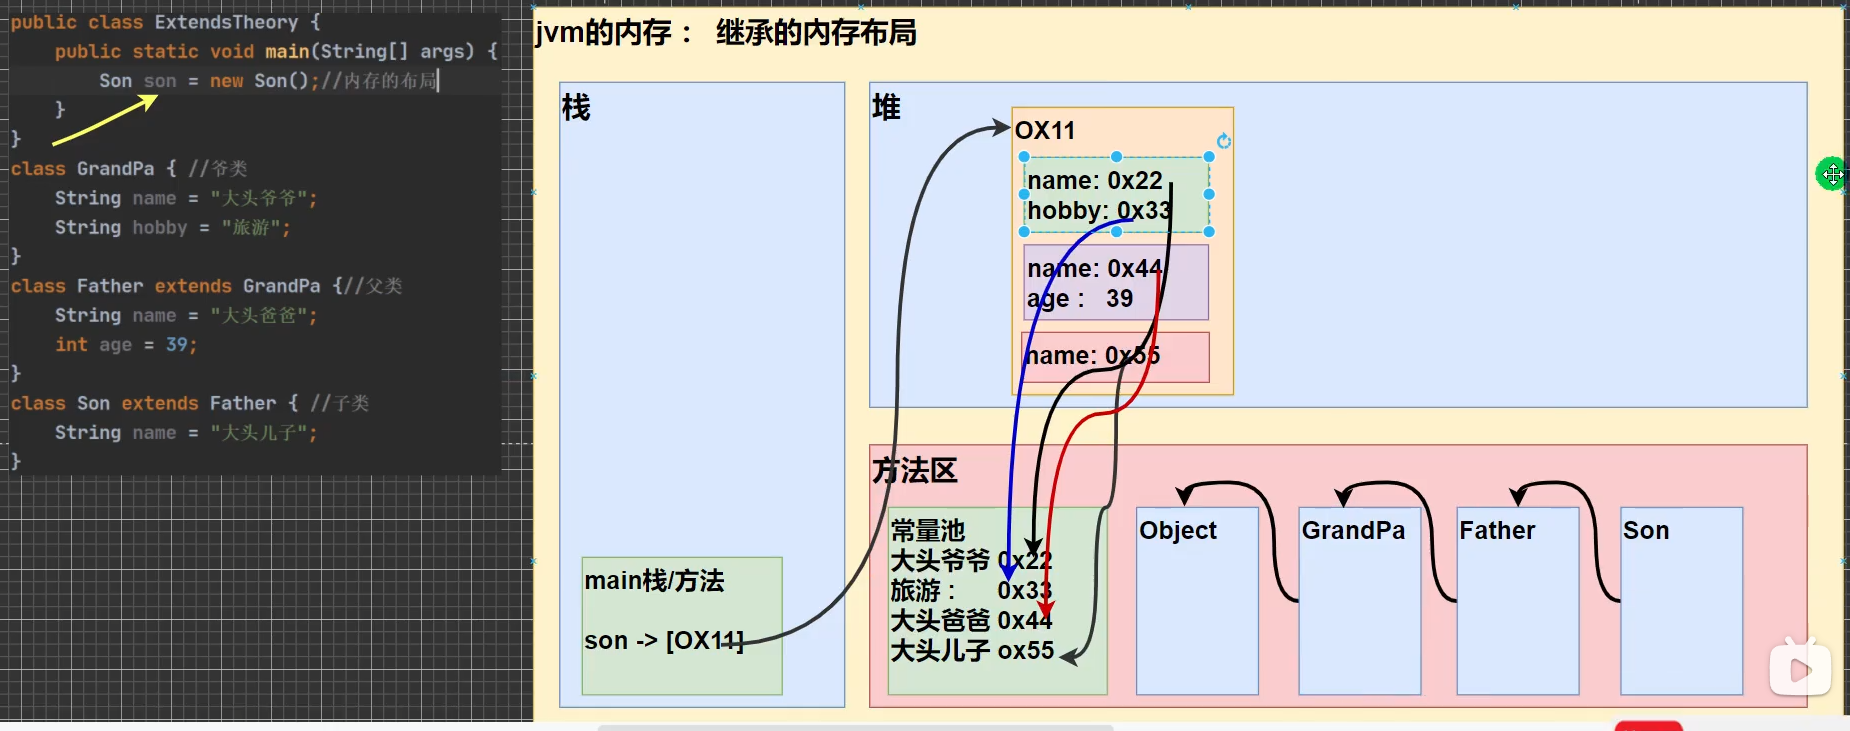 public class ExtendsTheory {
public static void main(String[] args) {
Son son = new Son();//内存的布局
}
}
class GrandPa { //爷类
String name = "大头爷爷";
String hobby = "旅游";
}
class Father extends GrandPa {//父类
String name = "大头爸爸";
int age = 39;
}
class Son extends Father { //子类
String name = "大头儿子";
}
jvm的内存： 继承的内存布局
栈
main栈/方法
son -> [OX11]
堆
OX11
name: 0x22
hobby: 0x33
name: 0x44
age： 39
name: 0x55
方法区
常量池
大头爷爷 0x22
旅游： 0x33
大头爸爸 0x44
大头儿子 ox55
Object
GrandPa
Father
Son